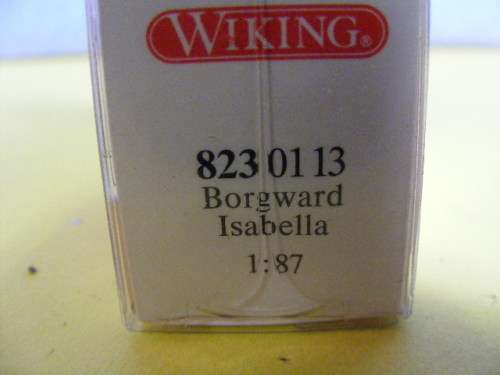 WIKING®
823 01 13
Borgward
Isabella
1:87